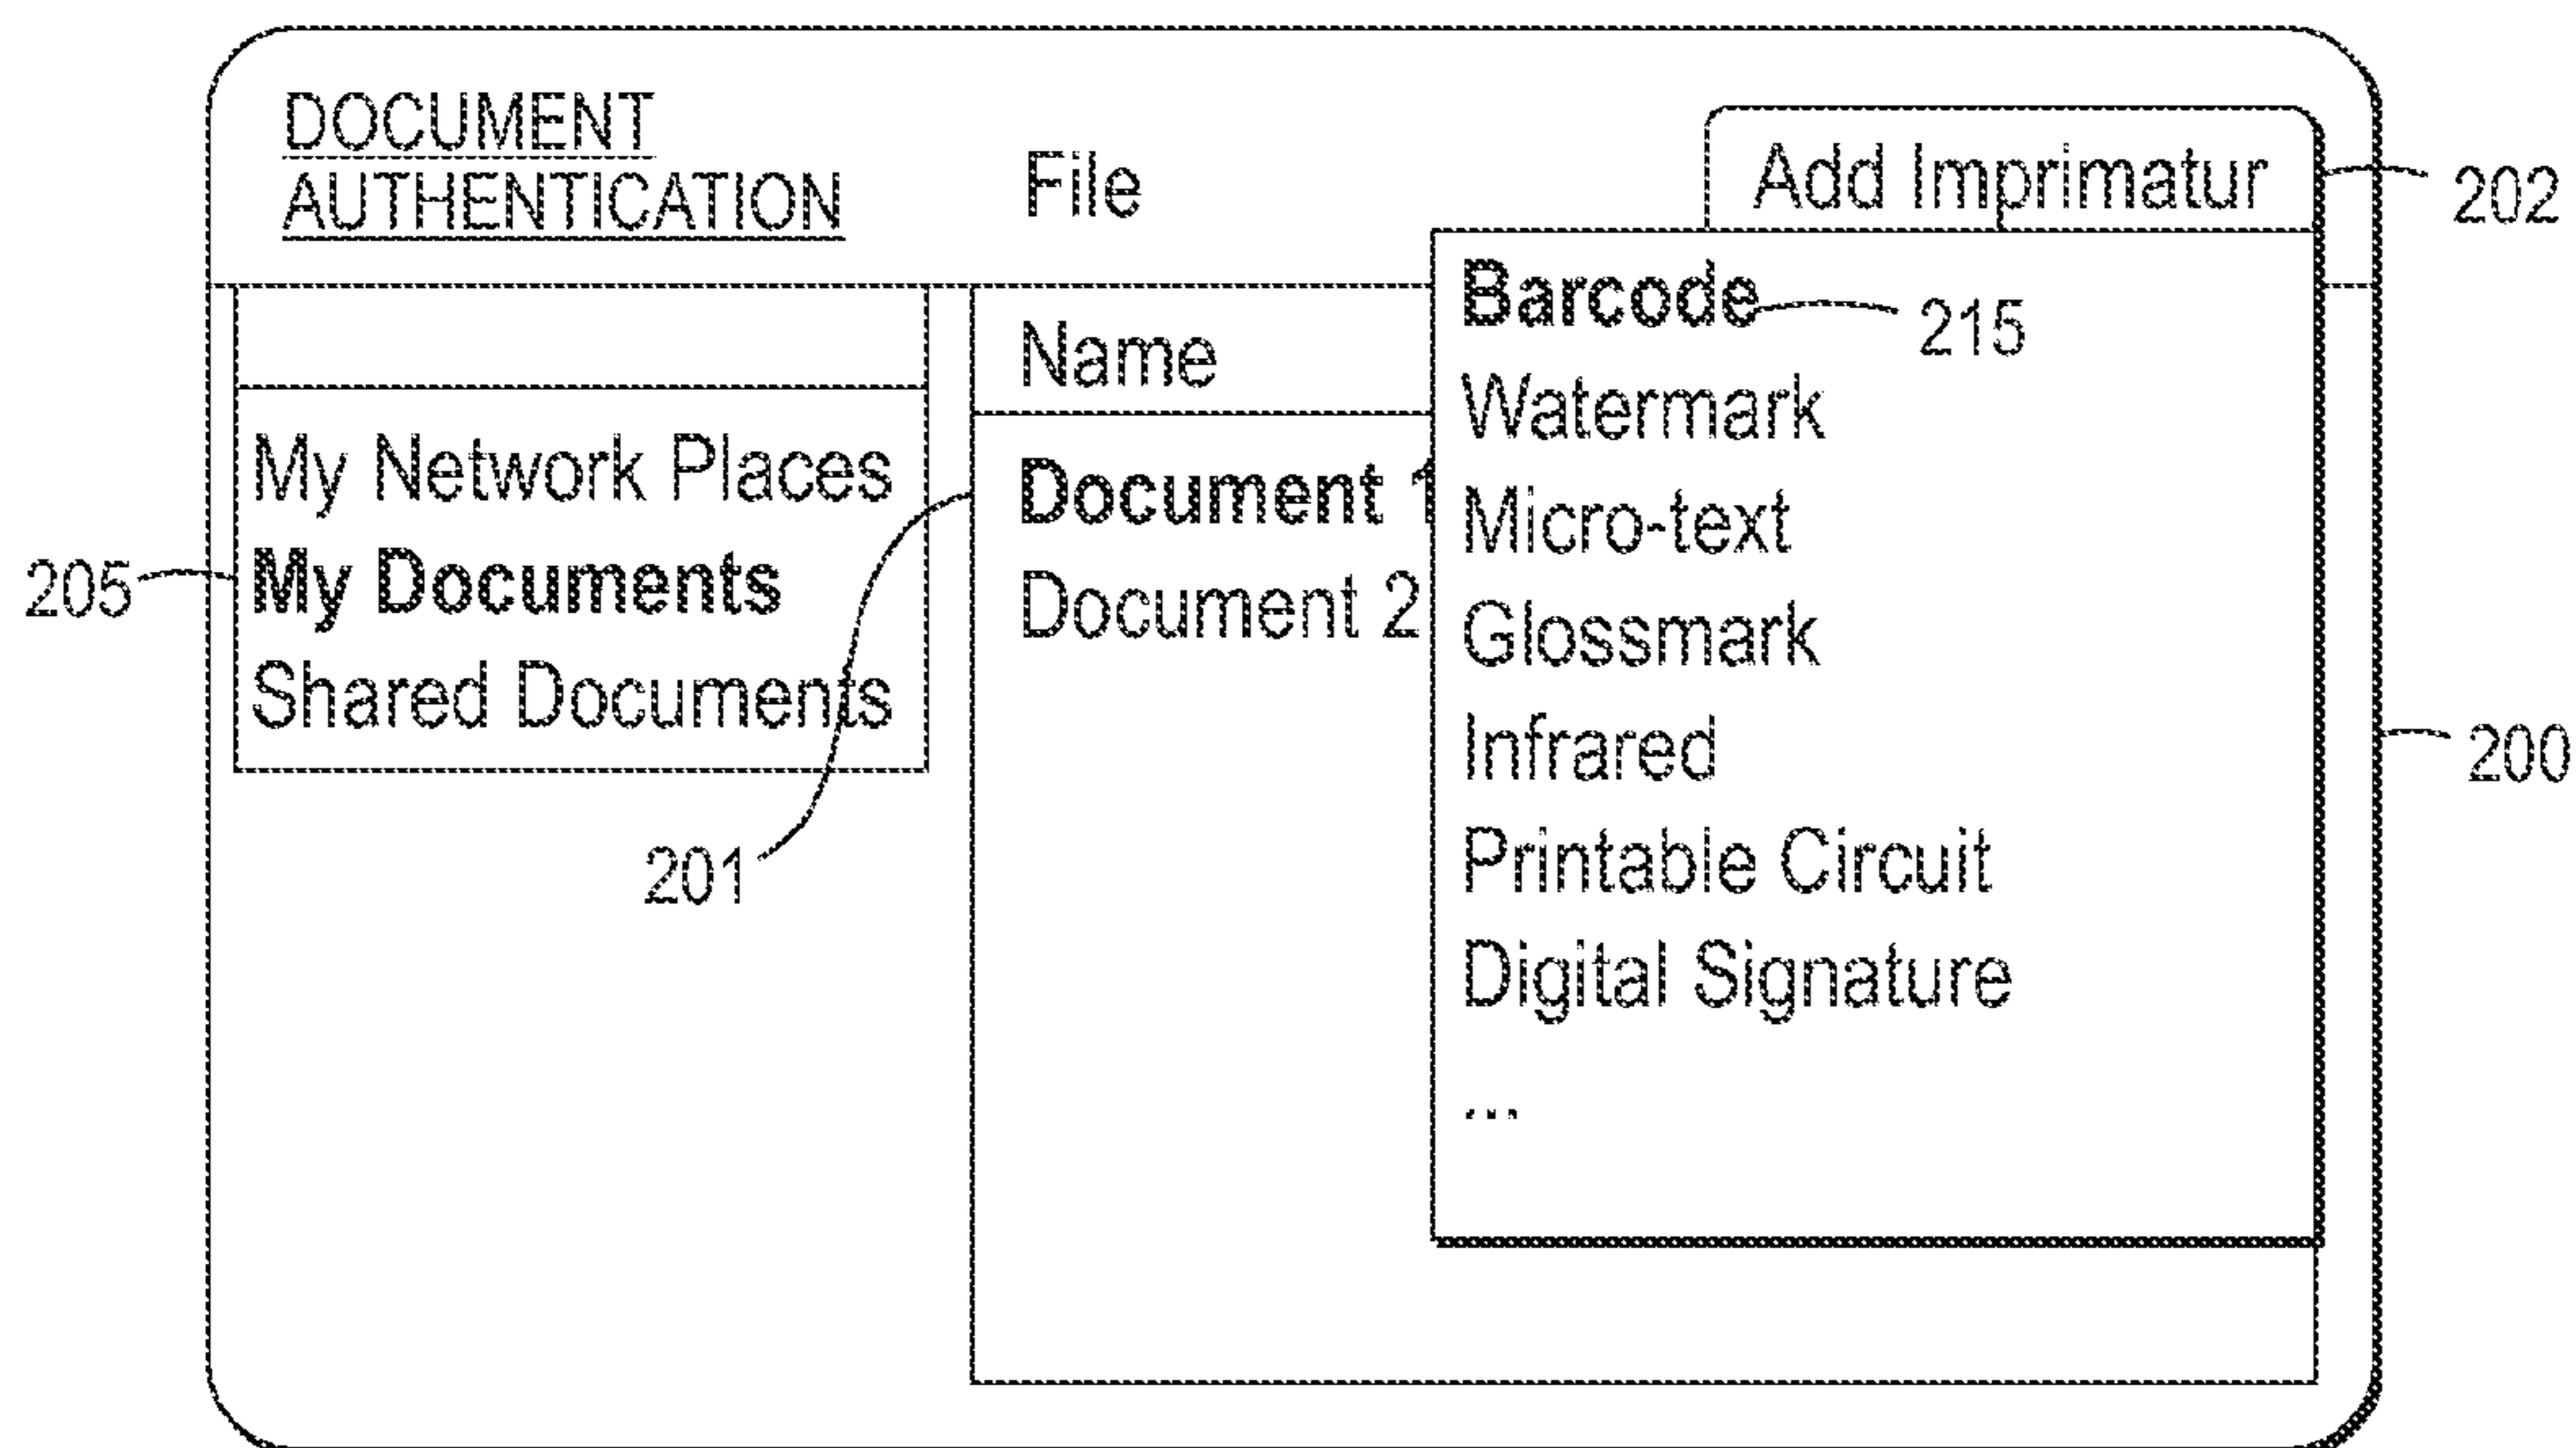 DOCUMENT
AUTHENTICATION
File
Add Imprimatur
202
Barcode
215
Name
Watermark
My Network Places
Document 1
Micro-text
205
My Documents
Document 2
Glossmark
Shared Documents
Infrared
200
201
Printable Circuit
Digital Signature
...